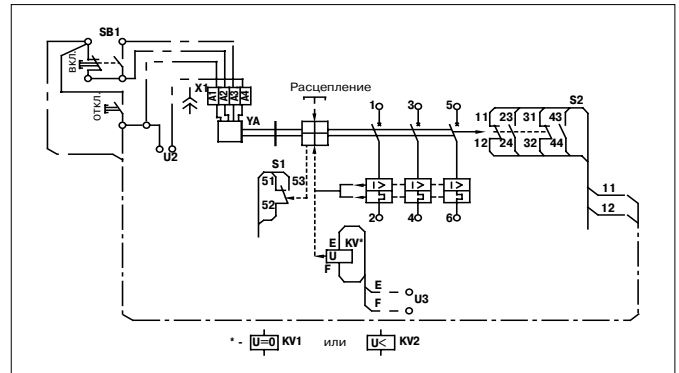 SB1
ВКЛ.
ОТКЛ.
X1
A1 A2 A3 A4
YA
U2
Расцепление
1 3 5
S2
11 23 31 43
12 24 32 44
S1
51 53
52
I> I> I>
2 4 6
11
12
E KV*
U
F
E
F
U3
* - U=0 KV1 или U< KV2